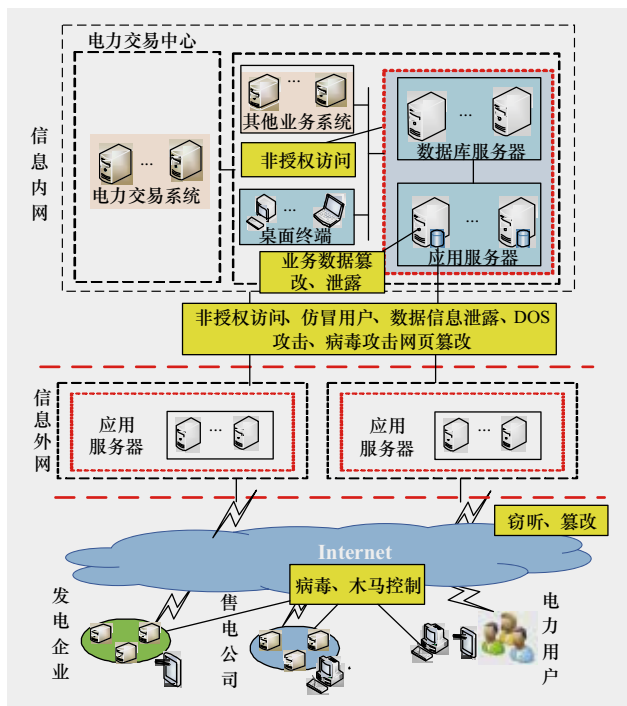 电力交易中心
信息内网
...
其他业务系统
...
数据库服务器
非授权访问
...
电力交易系统
...
桌面终端
...
应用服务器
业务数据篡
改、泄露
非授权访问、仿冒用户、数据信息泄露、DOS
攻击、病毒攻击网页篡改
信息外网
应用
服务器
...
应用
服务器
...
窃听、篡改
Internet
病毒、木马控制
发电企业
售电公司
电力用户